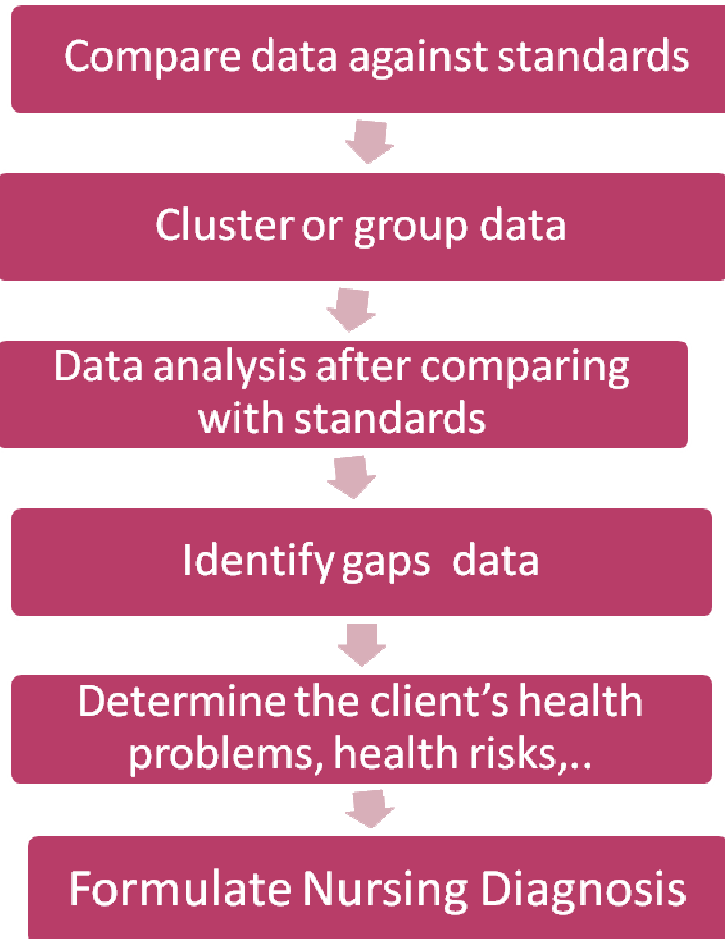 Compare data against standards
Cluster or group data
Data analysis after comparing
with standards
Identify gaps  data
Determine the client’s health
problems, health risks,..
Formulate Nursing Diagnosis